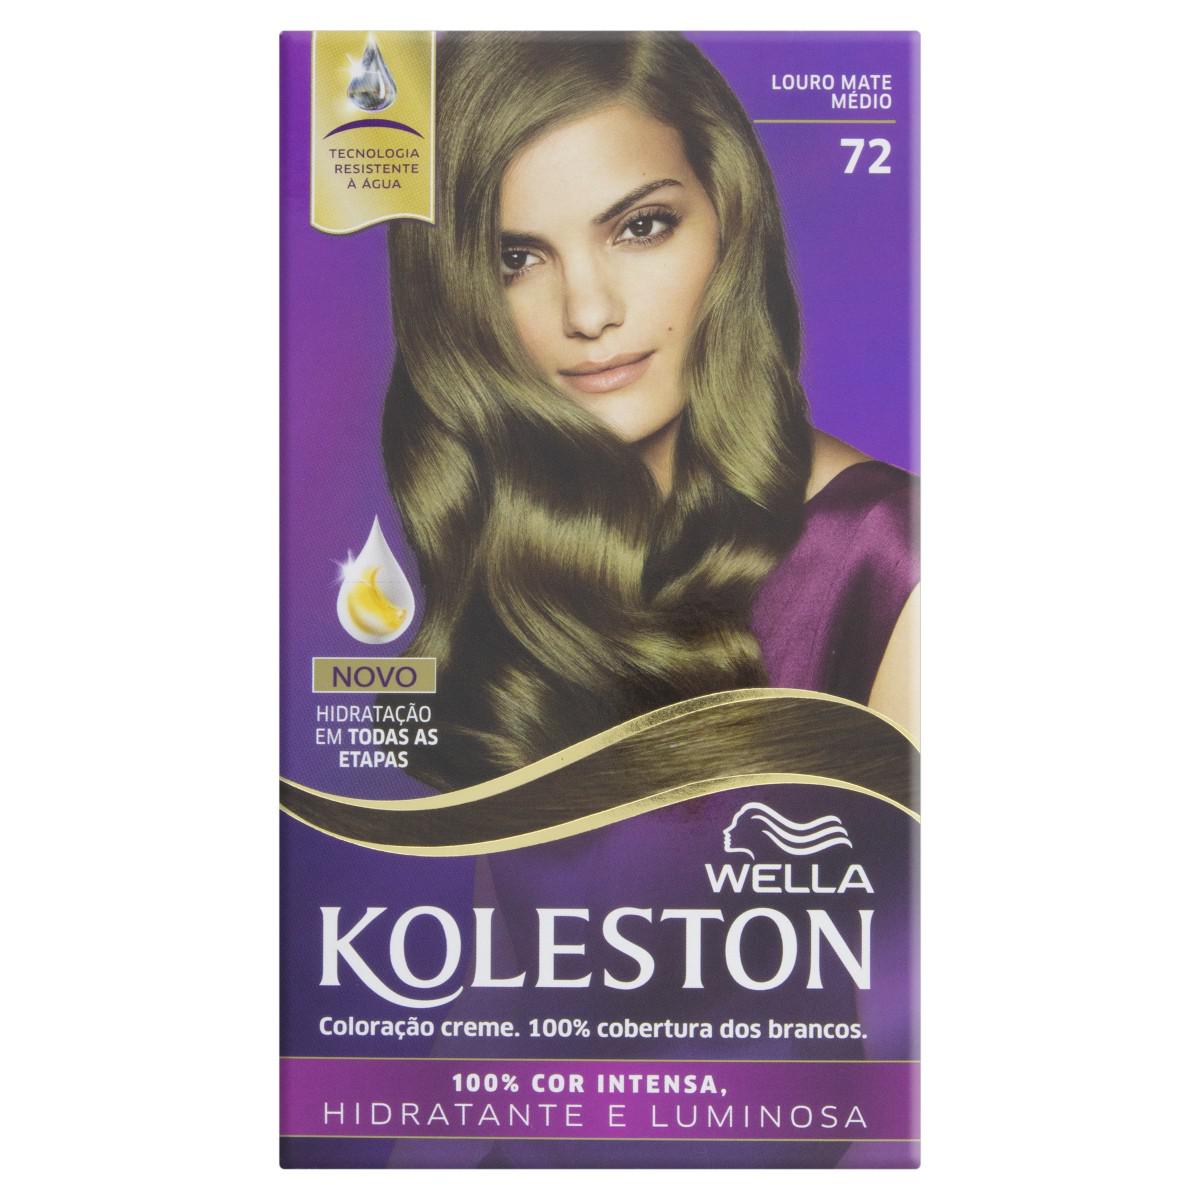 TECNOLOGIA
RESISTENTE
À ÁGUA
LOURO MATE
MÉDIO
72
NOVO
HIDRATAÇÃO
EM TODAS AS
ETAPAS
WELLA
KOLESTON
Coloração creme. 100% cobertura dos brancos.
100% COR INTENSA,
HIDRATANTE E LUMINOSA